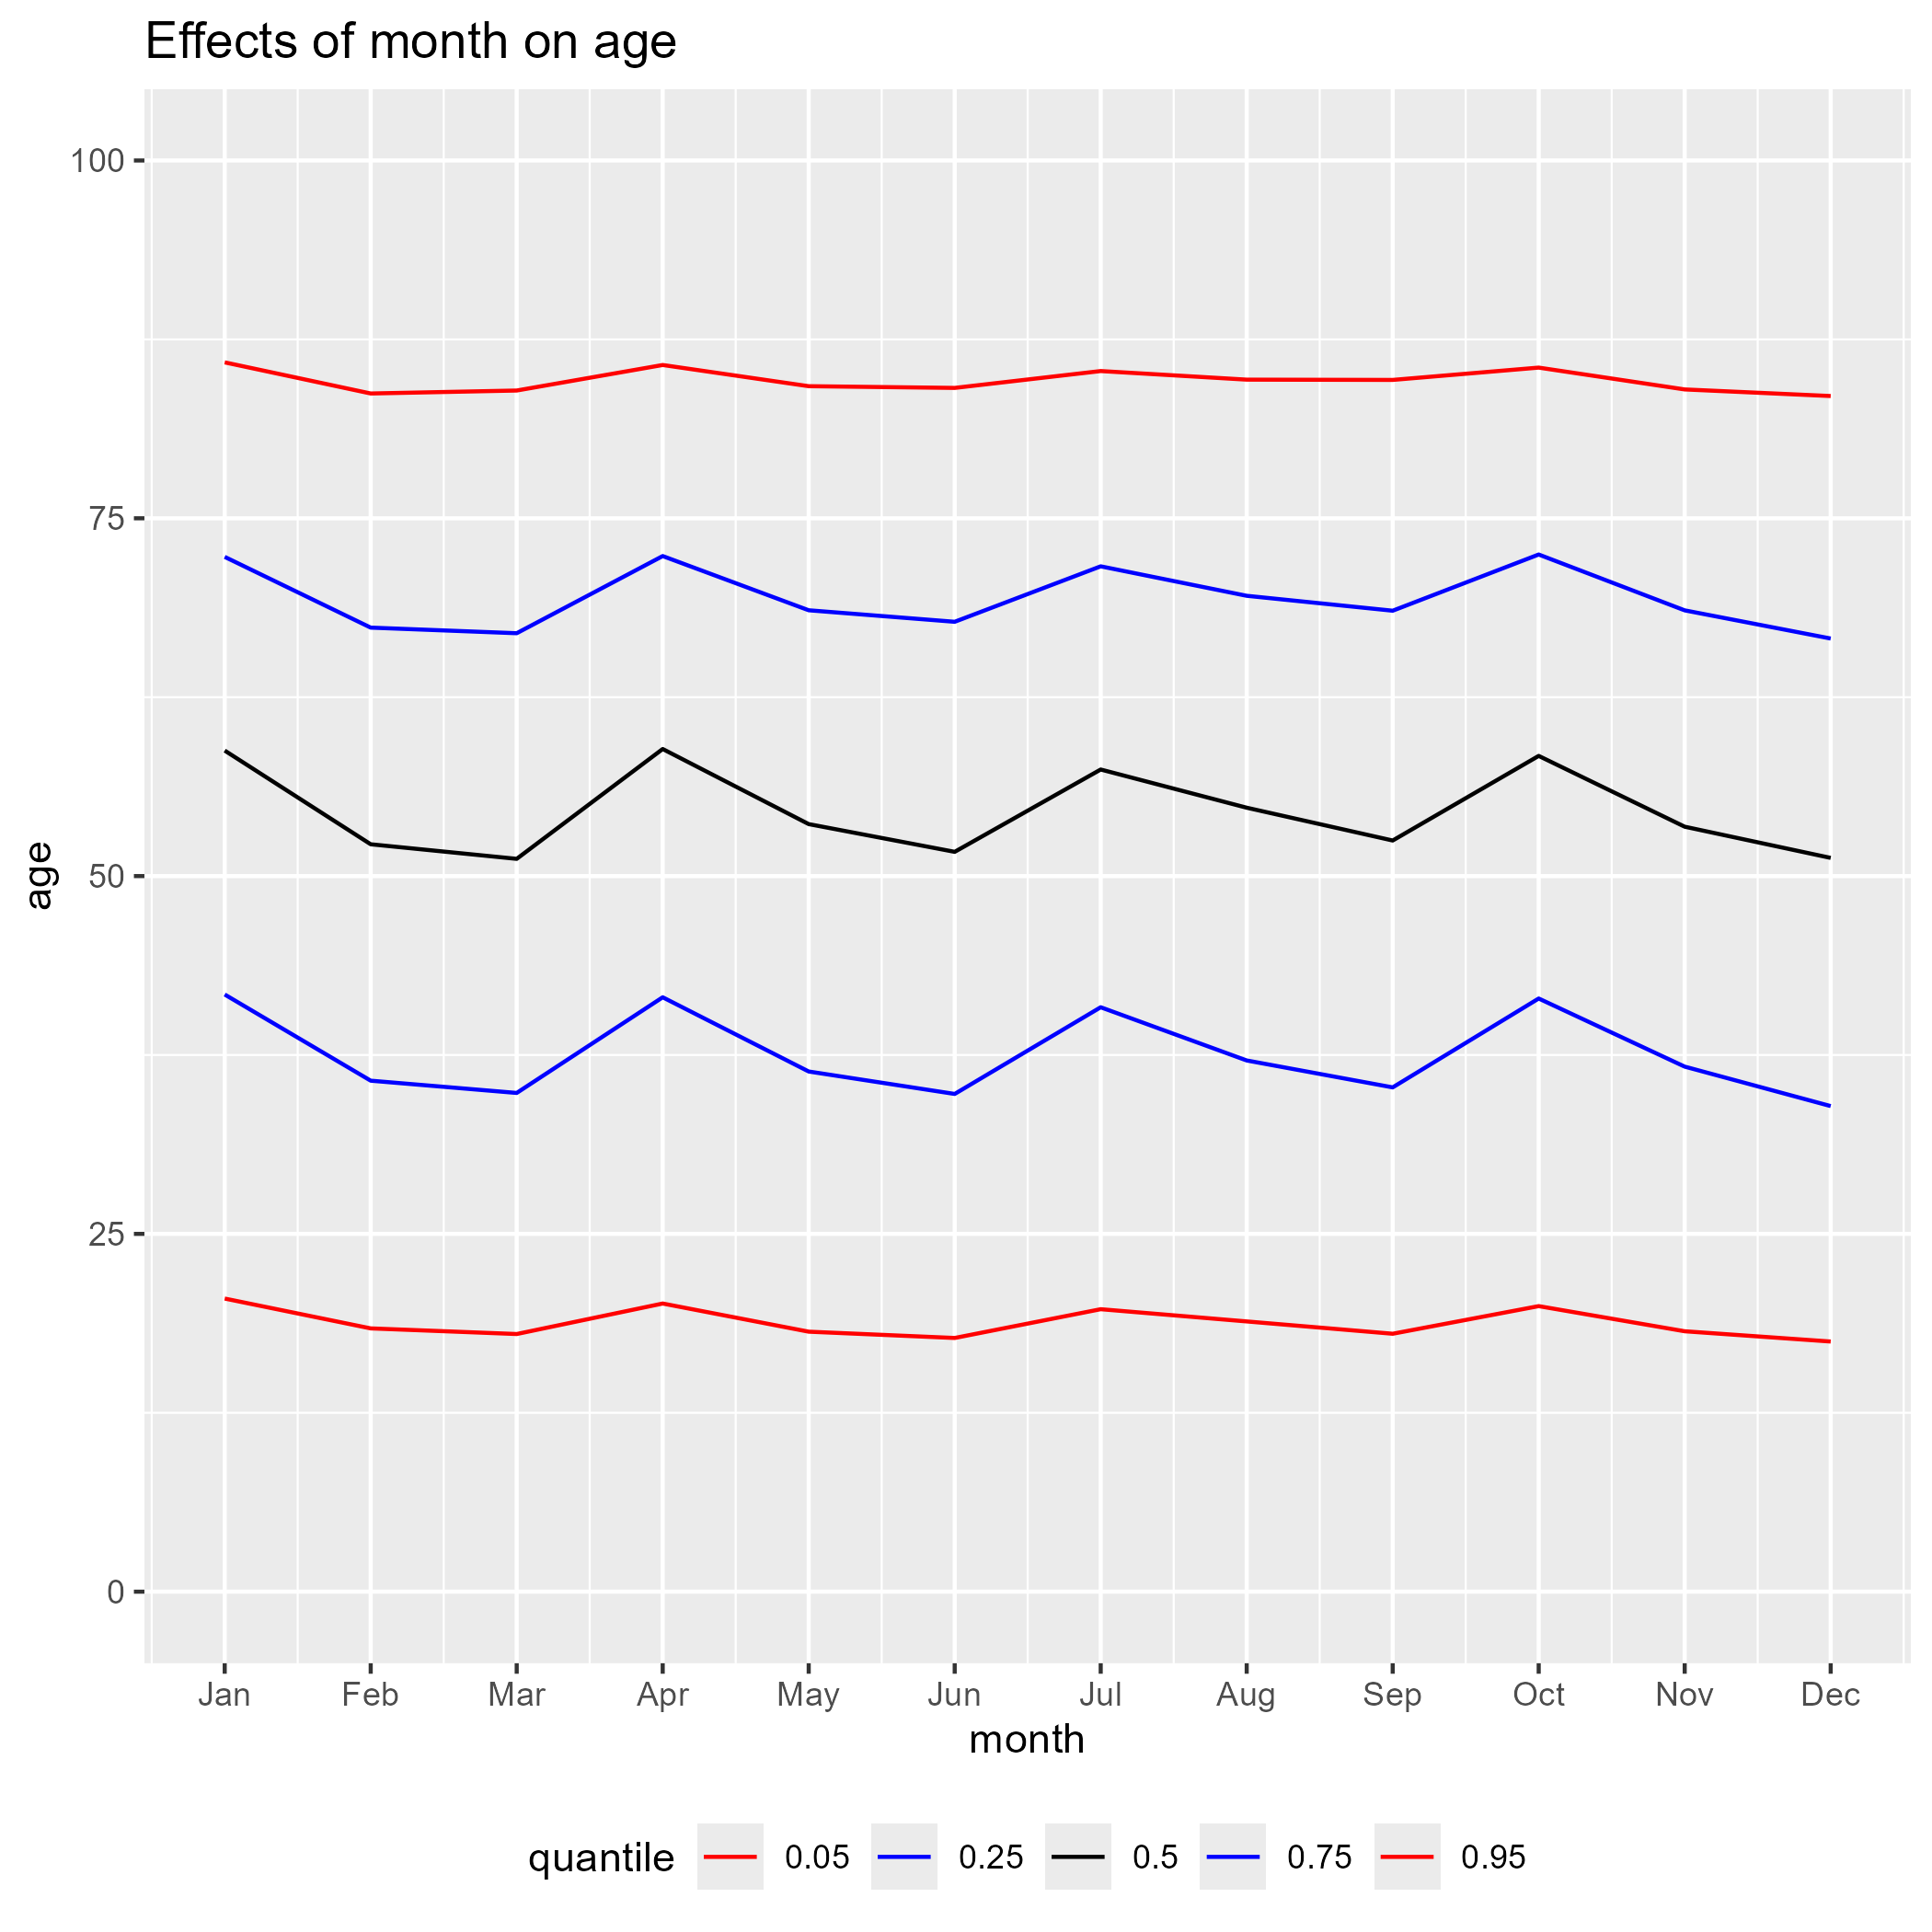 Effects of month on age
100
75
50
25
0
age
Jan Feb Mar Apr May Jun Jul Aug Sep Oct Nov Dec
month
quantile 0.05 0.25 0.5 0.75 0.95